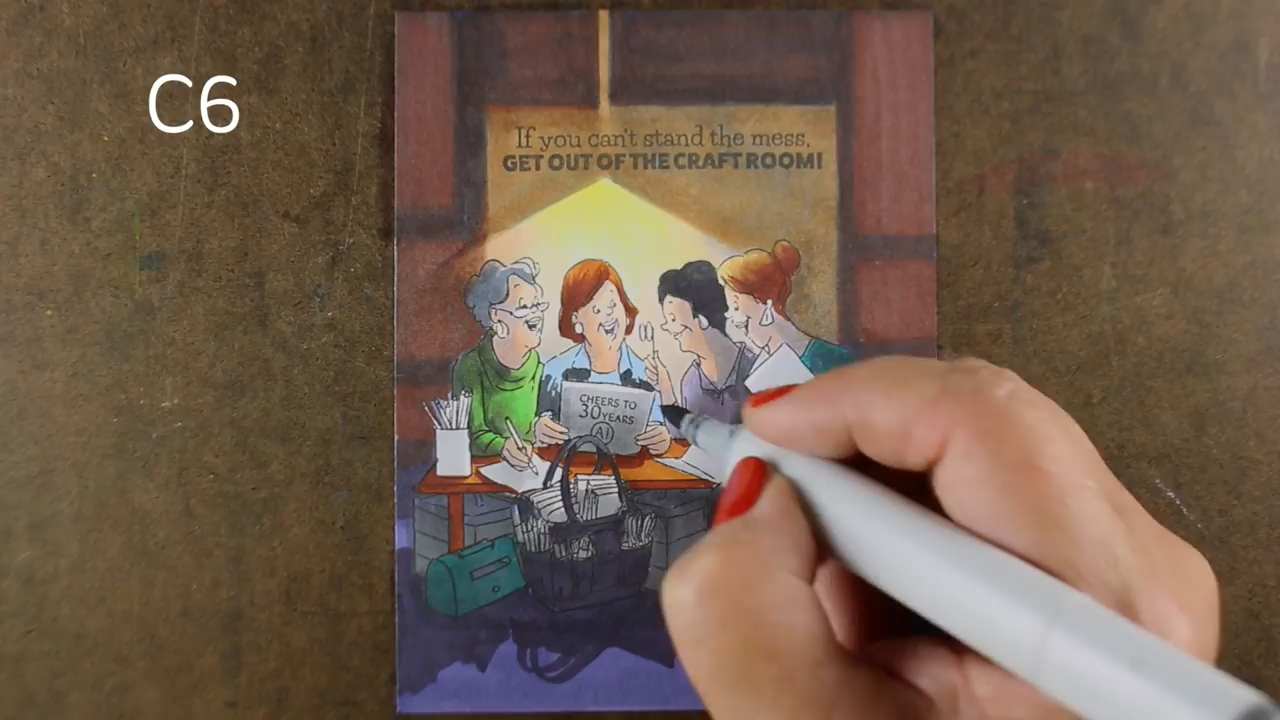 C6
If you can't stand the mess,
GET OUT OF THE CRAFT ROOM!
CHEERS TO
30 YEARS
Ai